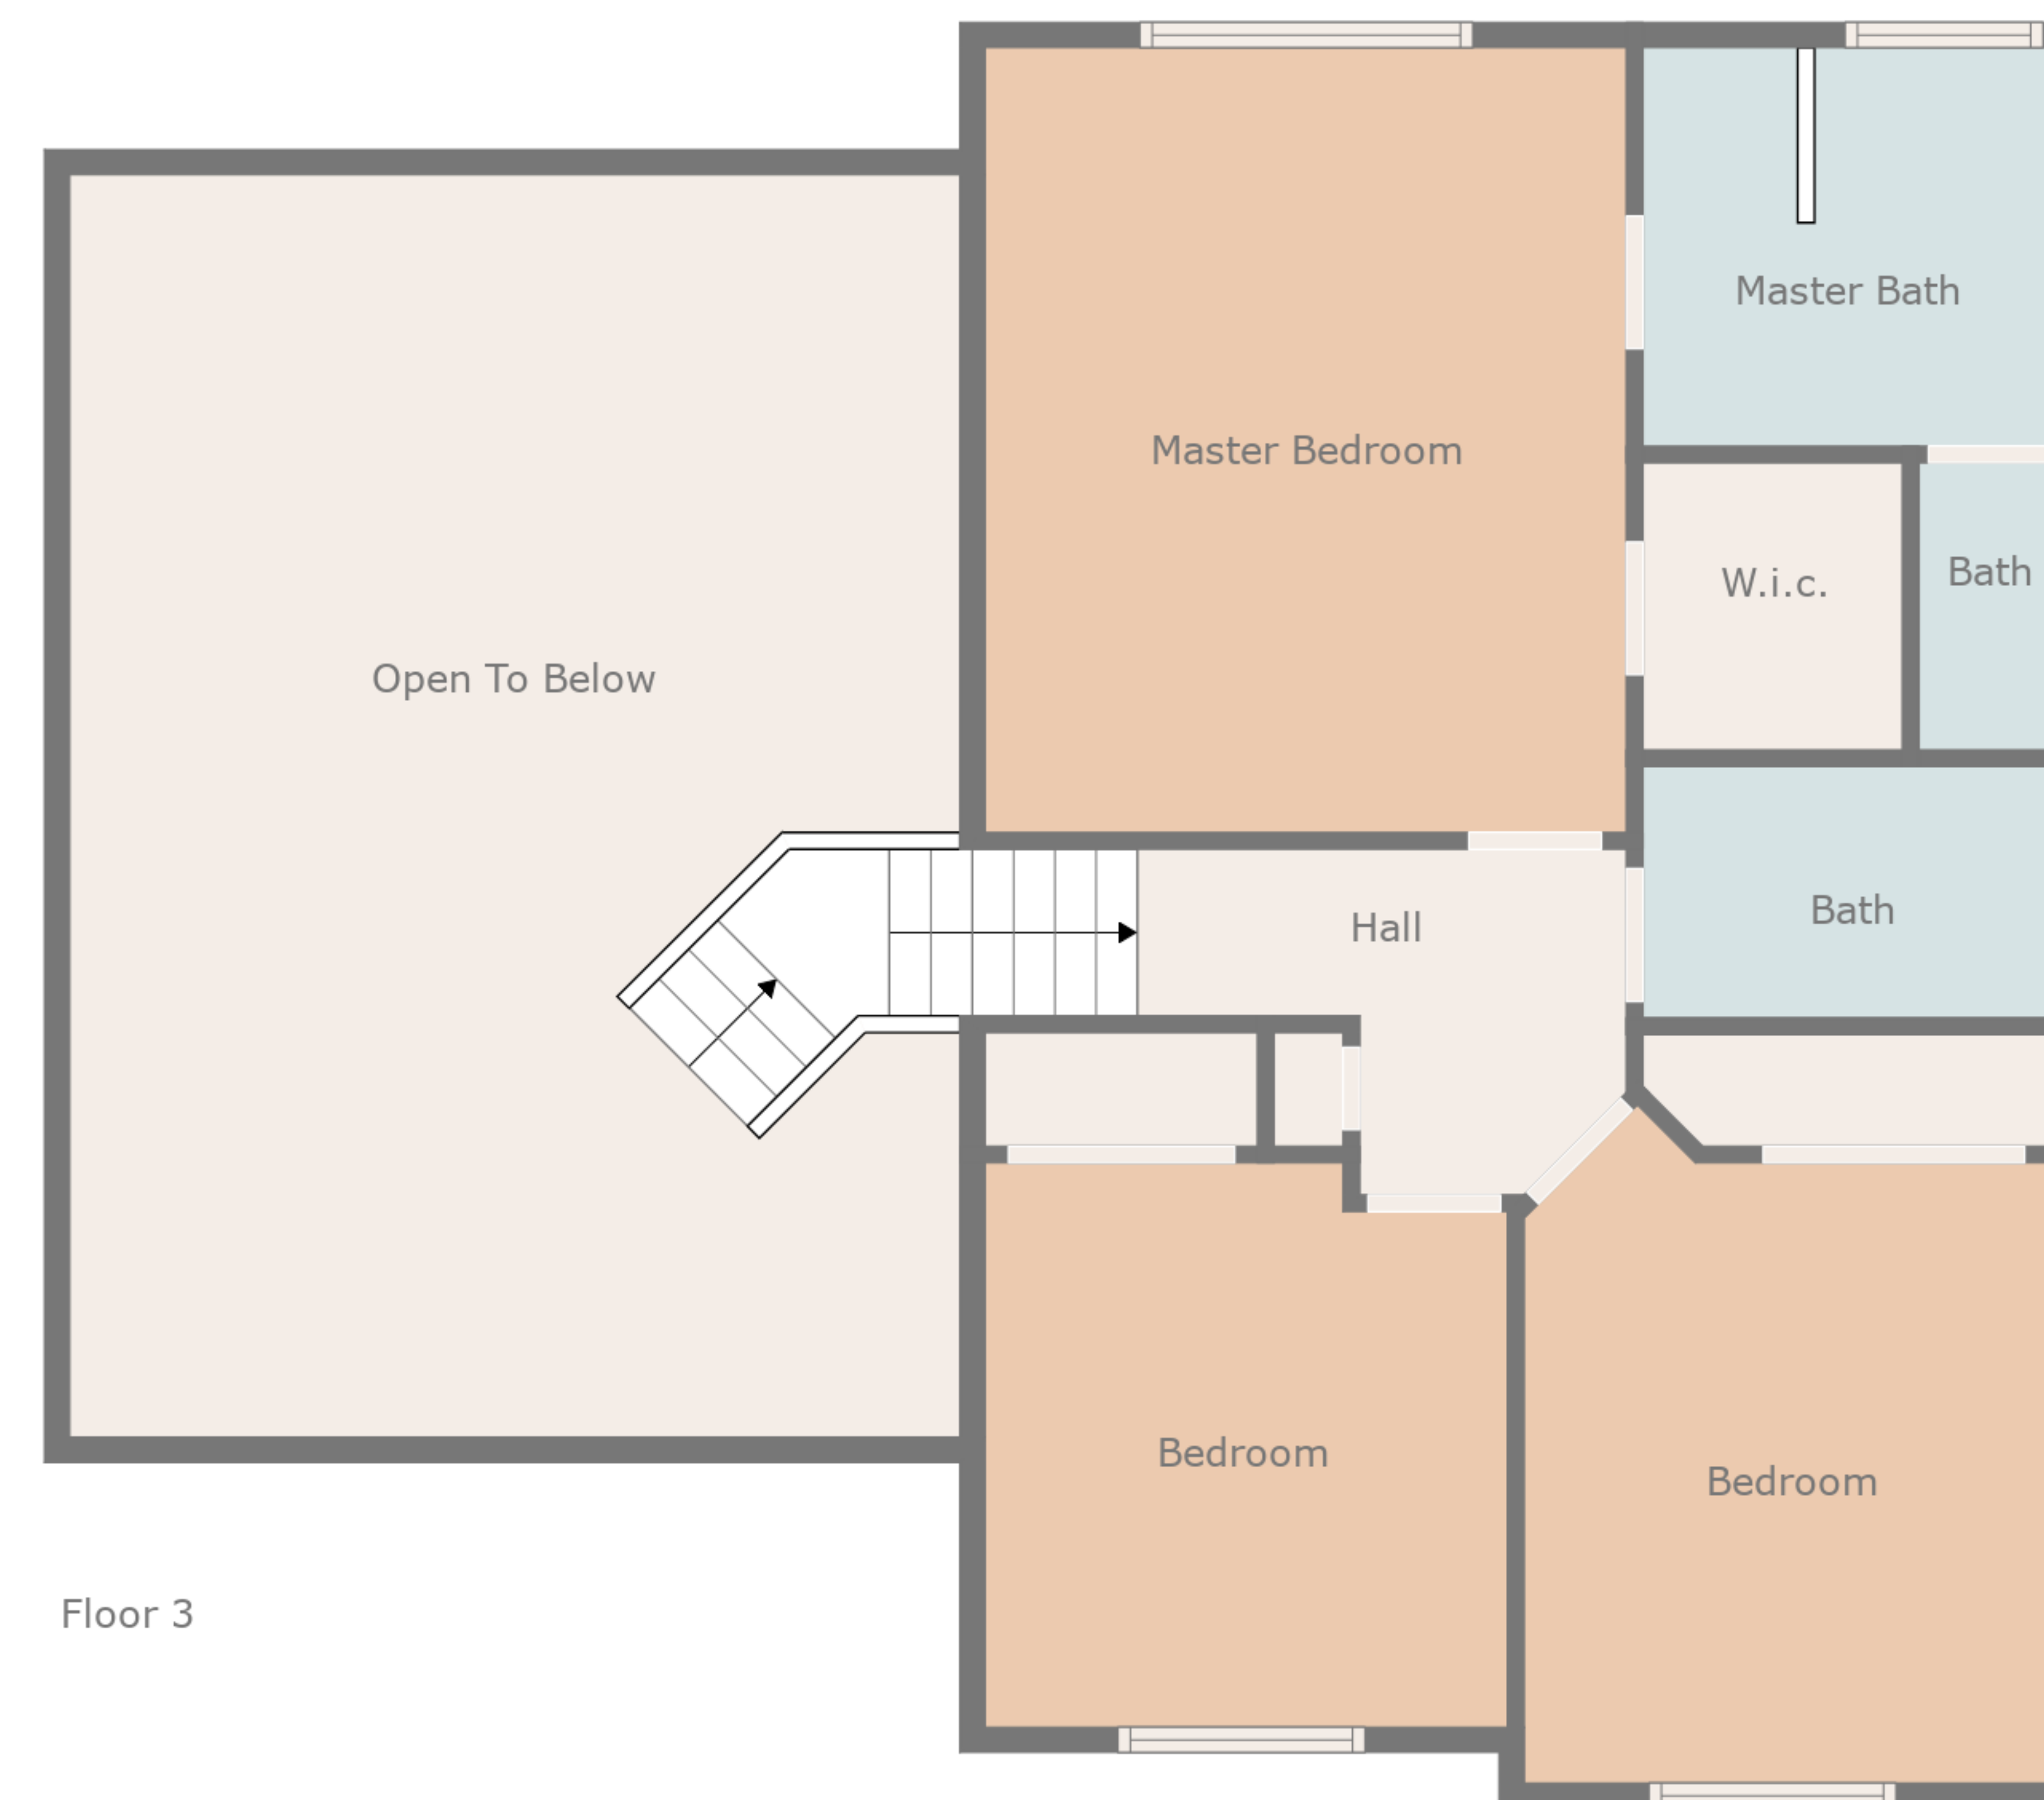 Master Bath
Master Bedroom
W.i.c.
Bath
Open To Below
Hall
Bath
Bedroom
Bedroom
Floor 3